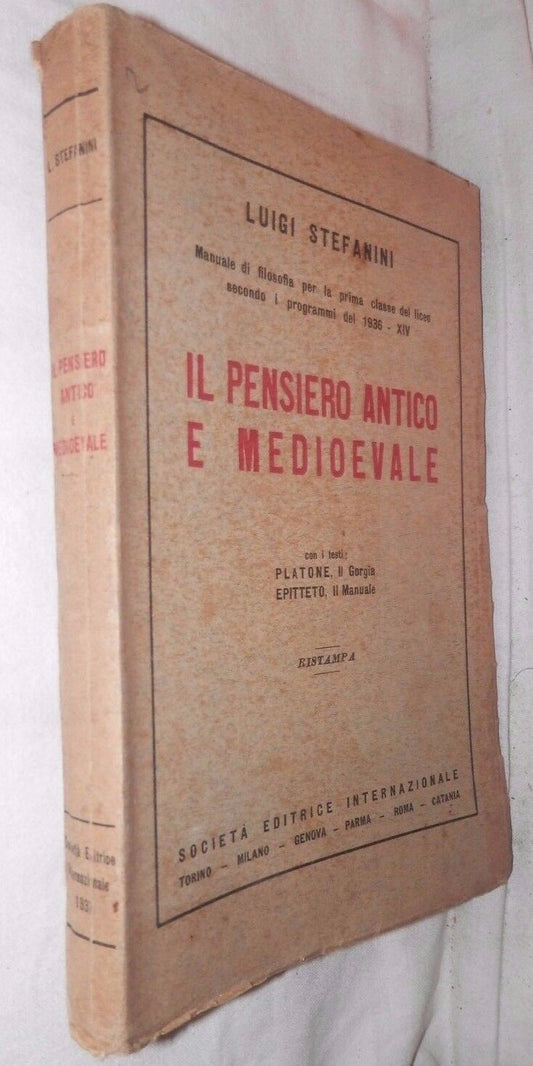 L. STEFANINI
IL PENSIERO
ANTICO
E
MEDIOEVALE
Editrice
LUIGI STEFANINI
Manuale di filosofia per la prima classe del liceo
secondo i programmi del 1936 - XIV
IL PENSIERO ANTICO
E MEDIOEVALE
con i testi:
PLATONE, Il Gorgia
EPITTETO, Il Manuale
RISTAMPA
SOCIETÀ EDITRICE INTERNAZIONALE
TORINO - MILANO - GENOVA - PARMA - ROMA - CATANIA